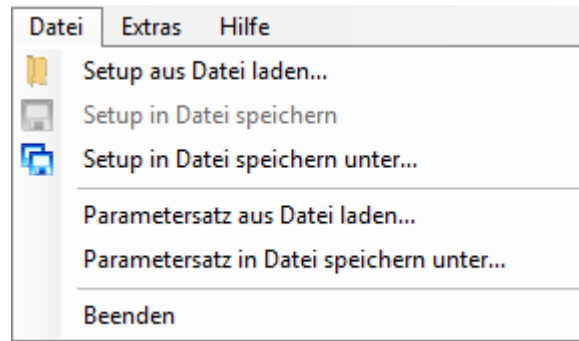 Datei Extras Hilfe
Setup aus Datei laden...
Setup in Datei speichern
Setup in Datei speichern unter...
Parametersatz aus Datei laden...
Parametersatz in Datei speichern unter...
Beenden